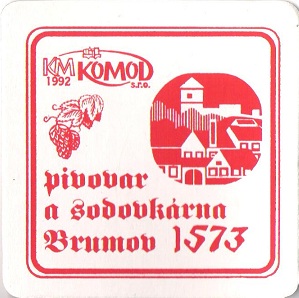 KM KOMOD
1992 s.r.o.
pivovar
a sodovkárna
Brumov 1573